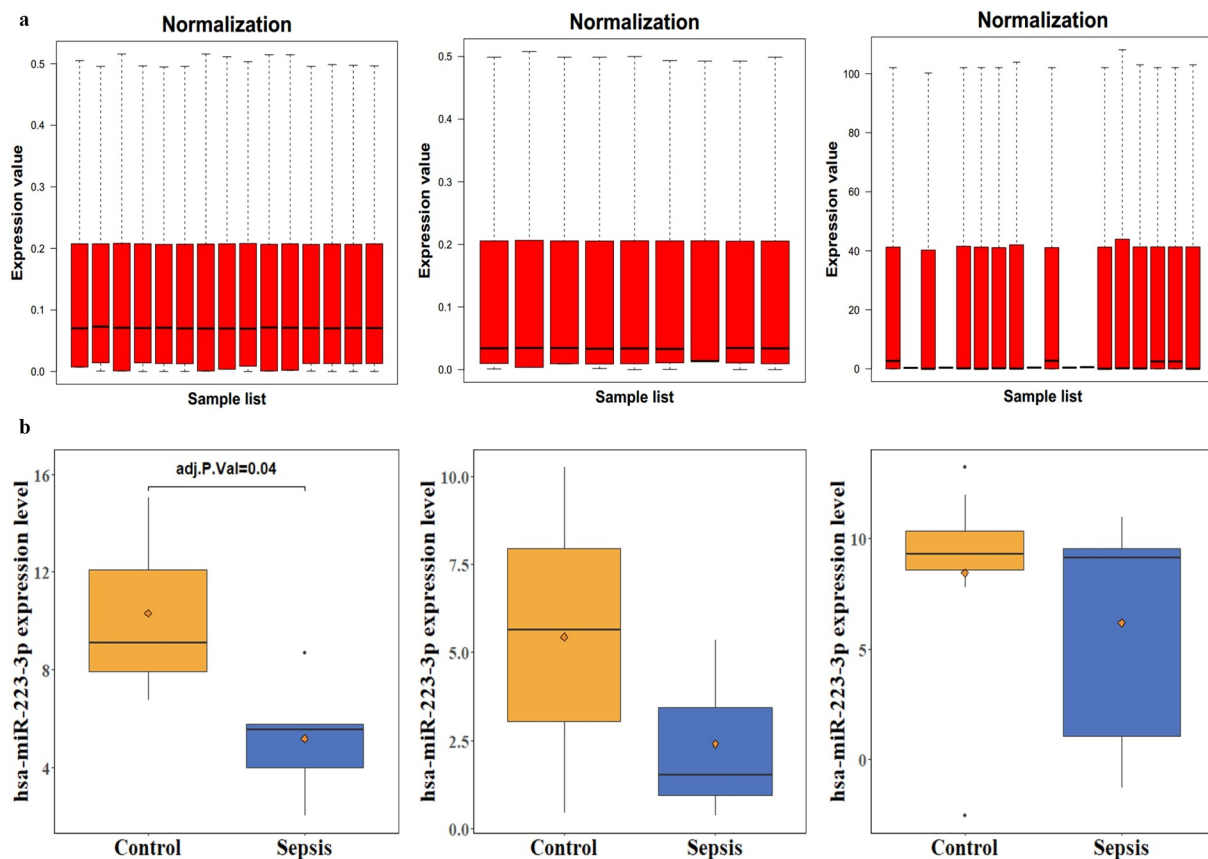 a
Normalization
Expression value
0.5
0.4
0.3
0.2
0.1
0.0
Sample list
Normalization
Expression value
0.5
0.4
0.3
0.2
0.1
0.0
Sample list
Normalization
Expression value
100
80
60
40
20
0
Sample list
b
hsa-miR-223-3p expression level
16
12
8
4
adj.P.Val=0.04
Control Sepsis
hsa-miR-223-3p expression level
10.0
7.5
5.0
2.5
0.0
Control Sepsis
hsa-miR-223-3p expression level
10
5
0
Control Sepsis